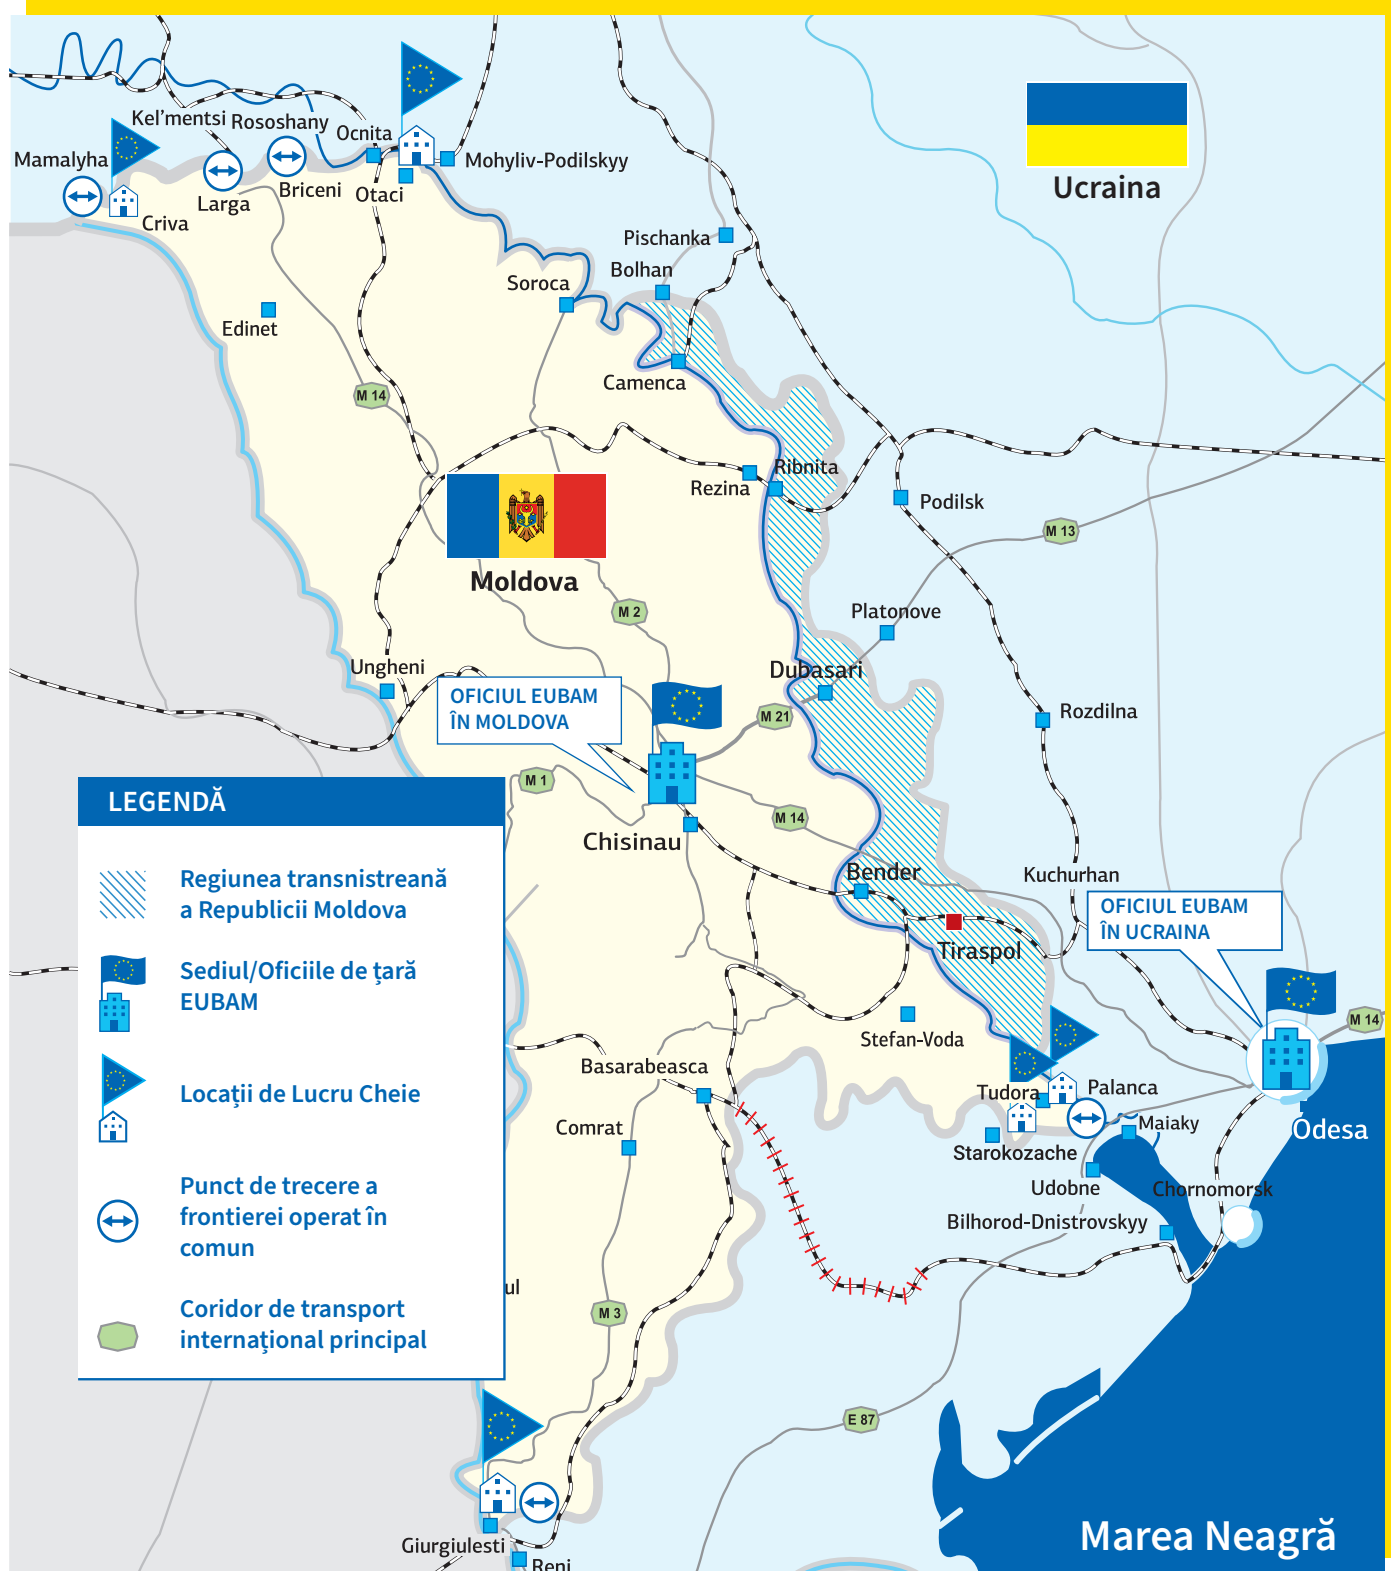 Kel'mentsi
Rososhany
Ocnita
Mamalyha
Mohyliv-Podilskyy
Larga
Briceni
Otaci
Criva
Ucraina
Pischanka
Bolhan
Soroca
Edinet
Camenca
M 14
Ribnita
Rezina
Podilsk
M 13
Moldova
M 2
Platonove
Ungheni
Dubasari
OFICIUL EUBAM
ÎN MOLDOVA
M 21
Rozdilna
M 1
M 14
Chisinau
Bender
Kuchurhan
OFICIUL EUBAM
ÎN UCRAINA
Tiraspol
M 14
Stefan-Voda
Basarabeasca
Tudora
Palanca
Comrat
Maiaky
Odesa
Starokozache
Udobne
Chornomorsk
Bilhorod-Dnistrovskyy
ul
M 3
E 87
Giurgiulesti
Reni
Marea Neagră
LEGENDĂ
Regiunea transnistreană
a Republicii Moldova
Sediul/Oficiile de țară
EUBAM
Locații de Lucru Cheie
Punct de trecere a
frontierei operat în
comun
Coridor de transport
internațional principal